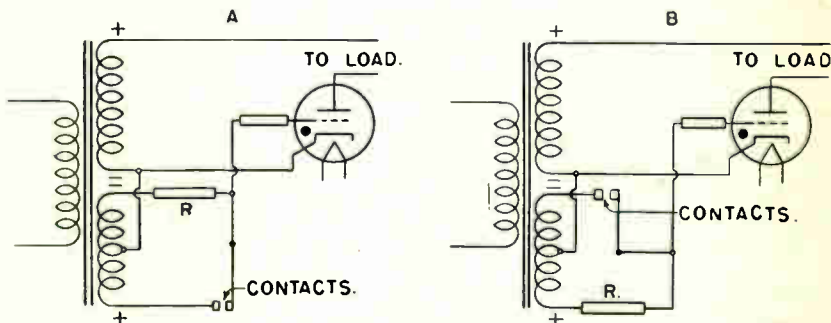 A
+
TO LOAD.
R
CONTACTS.
+
B
+
TO LOAD
CONTACTS.
R.
+